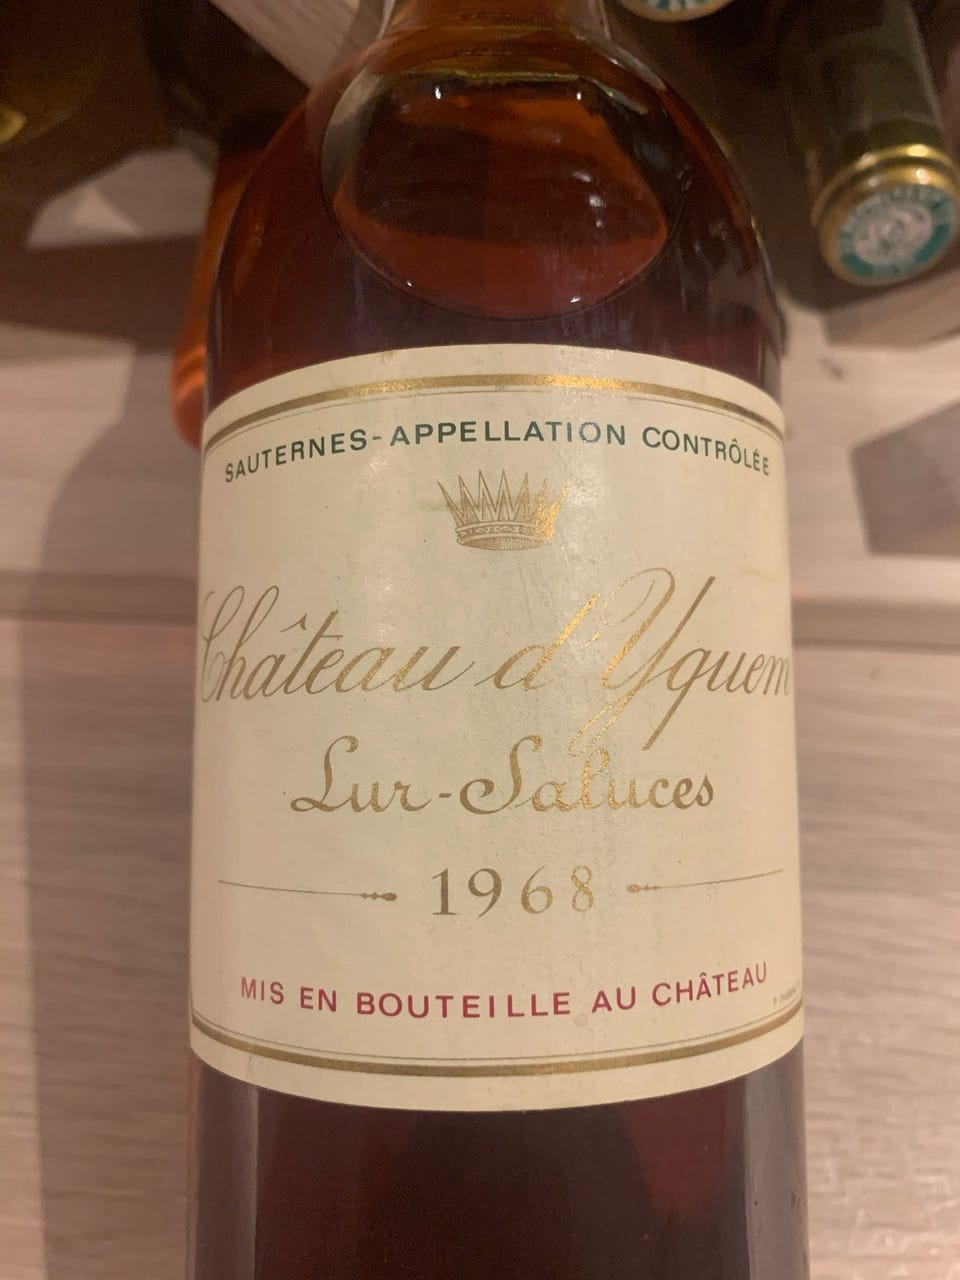 SAUTERNES-APPELLATION CONTRÔLÉE
Château d'Yquem
Lur-Saluces
1968
MIS EN BOUTEILLE AU CHÂTEAU